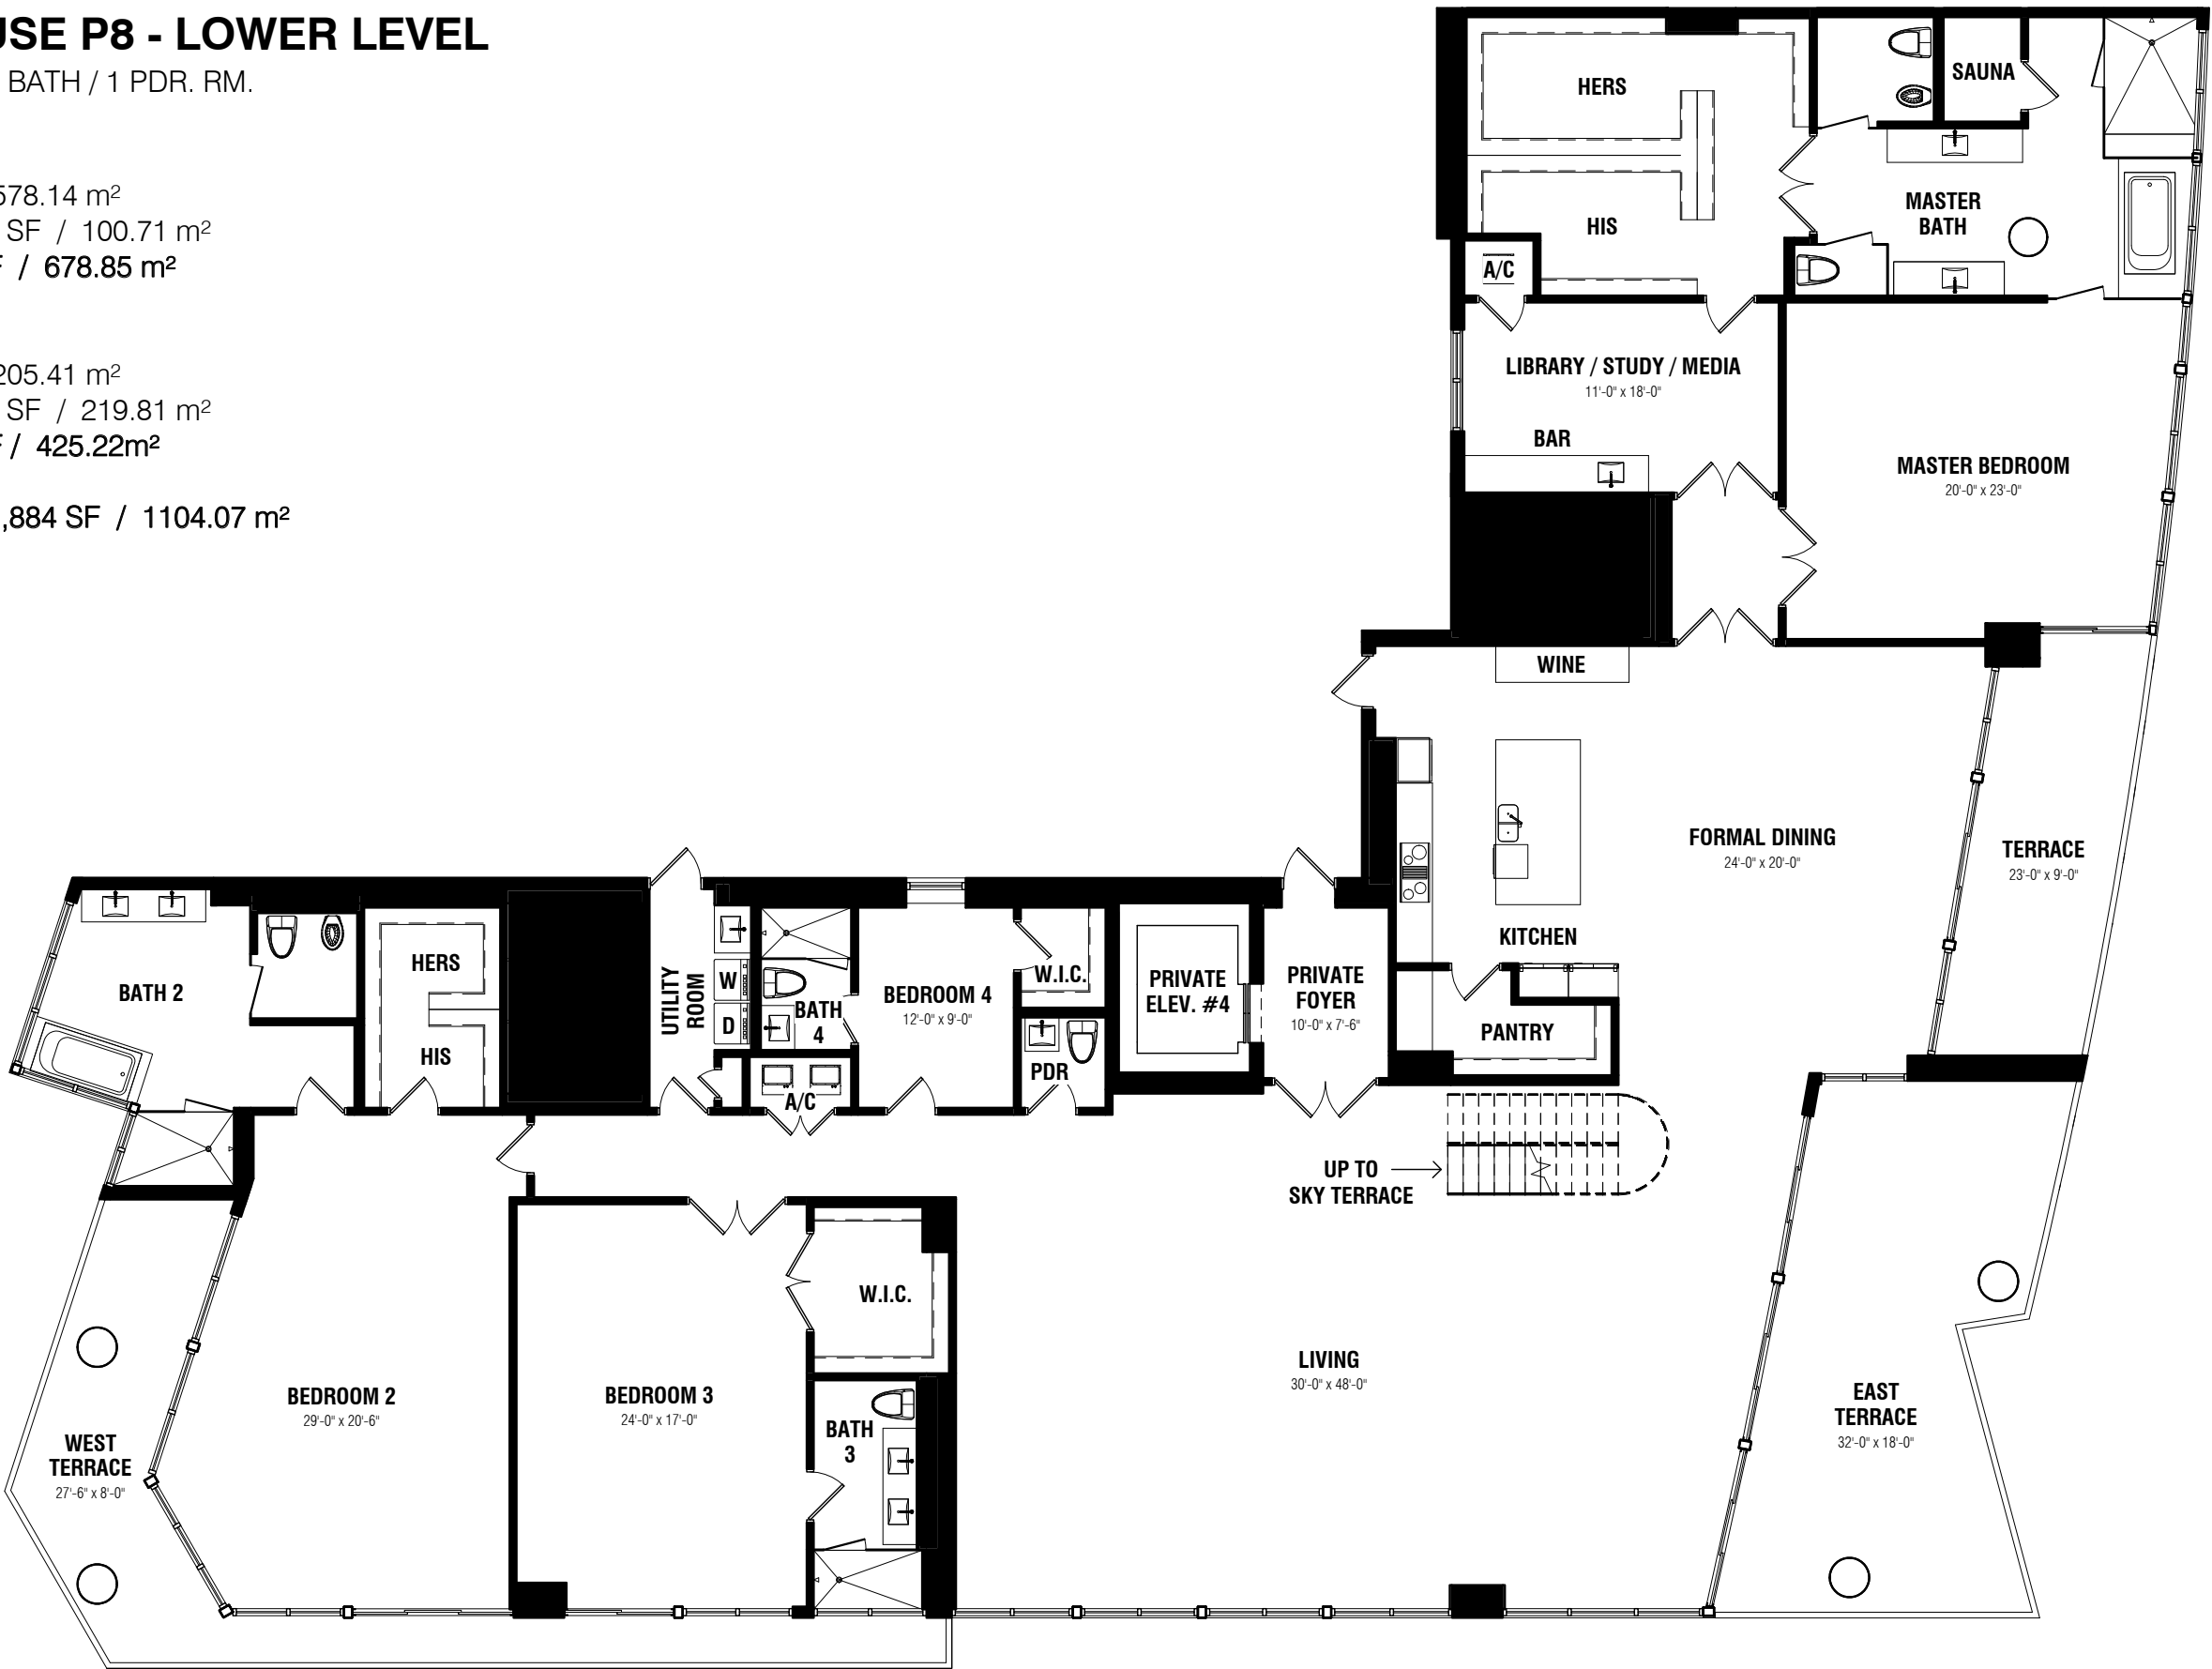 USE P8 - LOWER LEVEL
BATH / 1 PDR. RM.
578.14 m²
SF / 100.71 m²
/ 678.85 m²
205.41 m²
SF / 219.81 m²
/ 425.22m²
,884 SF / 1104.07 m²
HERS
SAUNA
HIS
MASTER
BATH
A/C
LIBRARY / STUDY / MEDIA
11'-0" x 18'-0"
BAR
MASTER BEDROOM
20'-0" x 23'-0"
WINE
FORMAL DINING
24'-0" x 20'-0"
TERRACE
23'-0" x 9'-0"
KITCHEN
PANTRY
PRIVATE
FOYER
10'-0" x 7'-6"
PRIVATE
ELEV. #4
W.I.C.
BEDROOM 4
12'-0" x 9'-0"
PDR
BATH
4
A/C
UTILITY
ROOM
W
D
HERS
HIS
BATH 2
UP TO
SKY TERRACE
W.I.C.
LIVING
30'-0" x 48'-0"
BEDROOM 2
29'-0" x 20'-6"
BEDROOM 3
24'-0" x 17'-0"
BATH
3
WEST
TERRACE
27'-6" x 8'-0"
EAST
TERRACE
32'-0" x 18'-0"